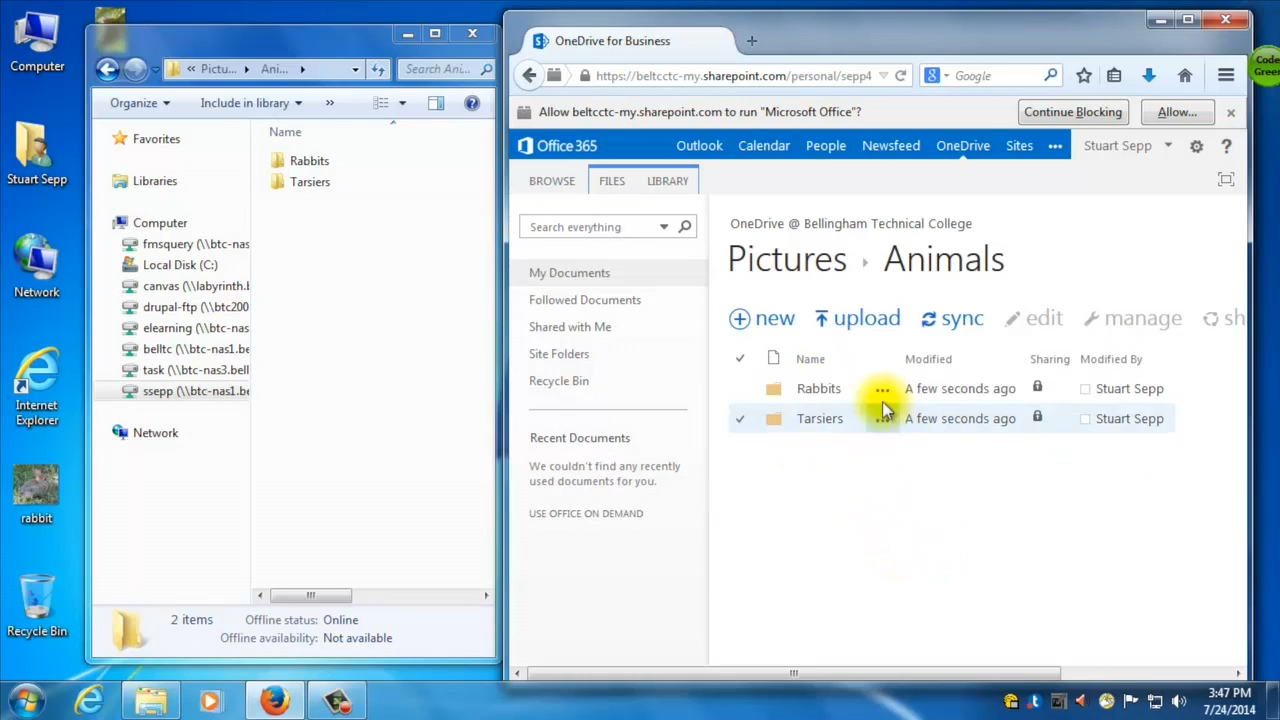 Computer
Stuart Sepp
Network
Internet
Explorer
rabbit
Recycle Bin
« Pictu... Ani...
Search Ani...
Organize Include in library »
Name
Rabbits
Tarsiers
Favorites
Libraries
Computer
fmsquery (\\btc-nas
Local Disk (C:)
canvas (\\labyrinth.b
drupal-ftp (\\btc200
elearning (\\btc-nas
belltc (\\btc-nas1.be
task (\\btc-nas3.bell
ssepp (\\btc-nas1.be
Network
2 items
Offline status: Online
Offline availability: Not available
OneDrive for Business
https://beltcctc-my.sharepoint.com/personal/sepp4
Google
Allow beltcctc-my.sharepoint.com to run "Microsoft Office"?
Continue Blocking
Allow...
Office 365
Outlook Calendar People Newsfeed OneDrive Sites ...
Stuart Sepp
BROWSE FILES LIBRARY
Search everything
My Documents
Followed Documents
Shared with Me
Site Folders
Recycle Bin
Recent Documents
We couldn't find any recently
used documents for you.
USE OFFICE ON DEMAND
OneDrive @ Bellingham Technical College
Pictures Animals
new upload sync edit manage sh
Name Modified Sharing Modified By
Rabbits ... A few seconds ago Stuart Sepp
Tarsiers ... A few seconds ago Stuart Sepp
Code
Green
3:47 PM
7/24/2014